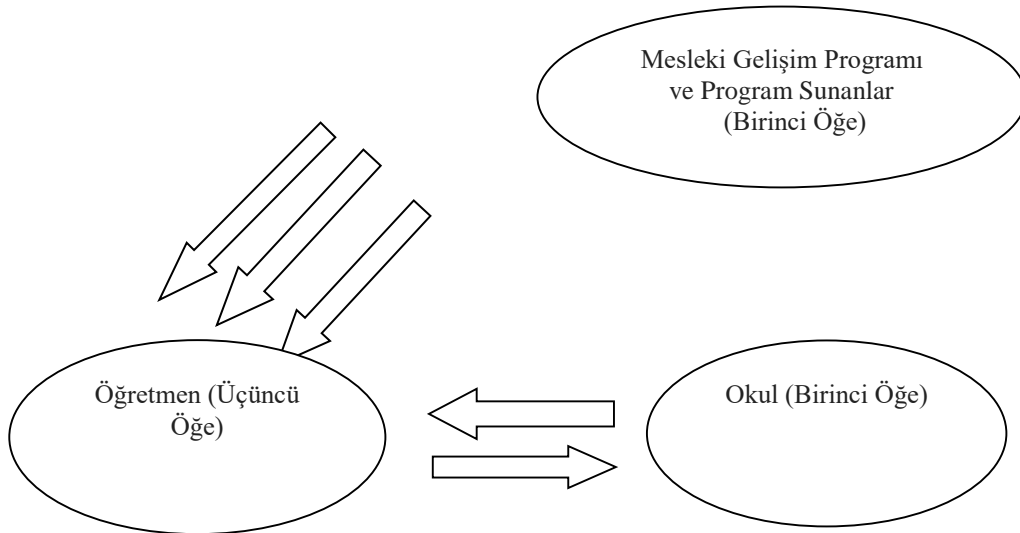 Mesleki Gelişim Programı
ve Program Sunanlar
(Birinci Öğe)
Öğretmen (Üçüncü
Öğe)
Okul (Birinci Öğe)